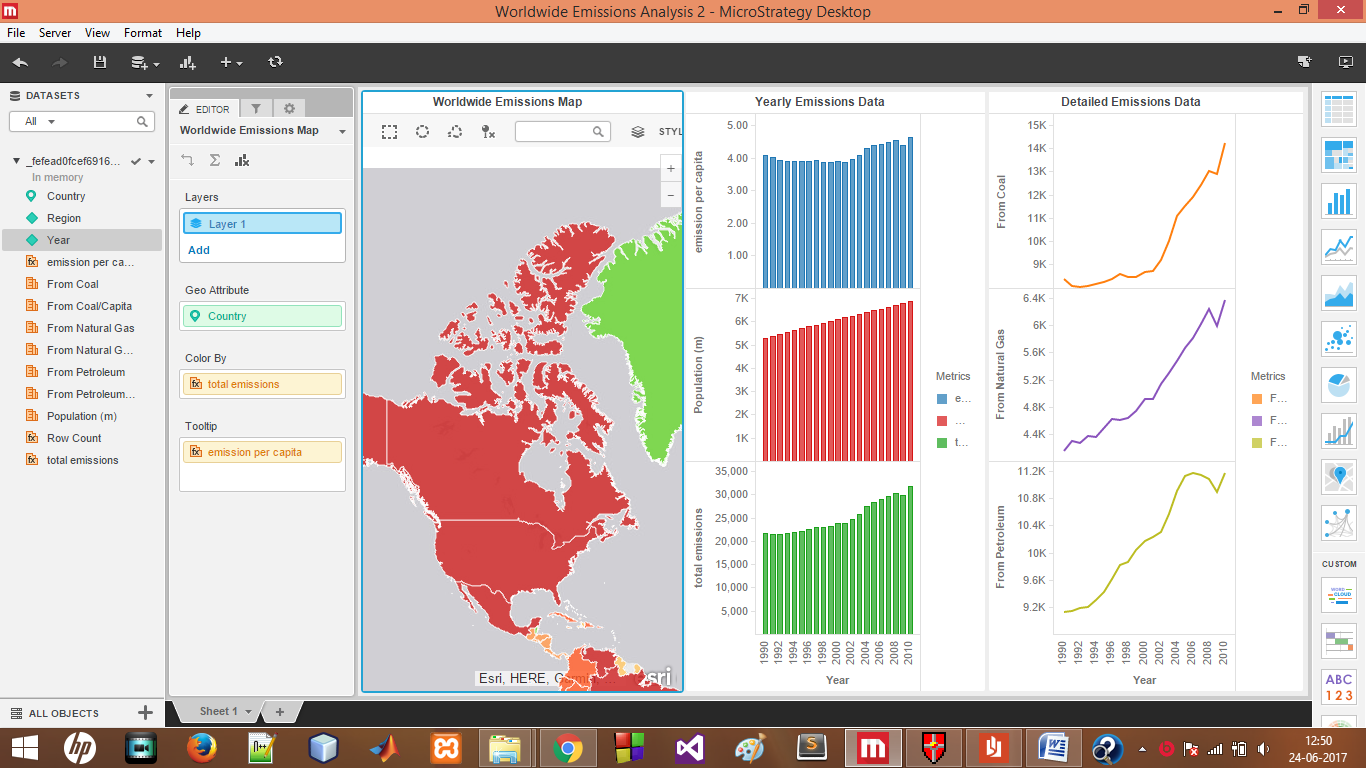 Worldwide Emissions Analysis 2 - MicroStrategy Desktop
File Server View Format Help
DATASETS
All
_fefead0fcef6916...
In memory
Country
Region
Year
emission per ca...
From Coal
From Coal/Capita
From Natural Gas
From Natural G...
From Petroleum
From Petroleum...
Population (m)
Row Count
total emissions
ALL OBJECTS
EDITOR
Worldwide Emissions Map
Layers
Layer 1
Add
Geo Attribute
Country
Color By
total emissions
Tooltip
emission per capita
Worldwide Emissions Map
STYL
+
−
Esri, HERE,
esri
Yearly Emissions Data
emission per capita
5.00
4.00
3.00
2.00
1.00
Population (m)
7K
6K
5K
4K
3K
2K
1K
total emissions
35,000
30,000
25,000
20,000
15,000
10,000
5,000
1990 1992 1994 1996 1998 2000 2002 2004 2006 2008 2010
Year
Metrics
e...
...
t...
Detailed Emissions Data
From Coal
15K
14K
13K
12K
11K
10K
9K
From Natural Gas
6.4K
6K
5.6K
5.2K
4.8K
4.4K
From Petroleum
11.2K
10.8K
10.4K
10K
9.6K
9.2K
1990 1992 1994 1996 1998 2000 2002 2004 2006 2008 2010
Year
Metrics
F...
F...
F...
CUSTOM
WORD
CLOUD
ABC
123
Sheet 1
+
12:50
24-06-2017